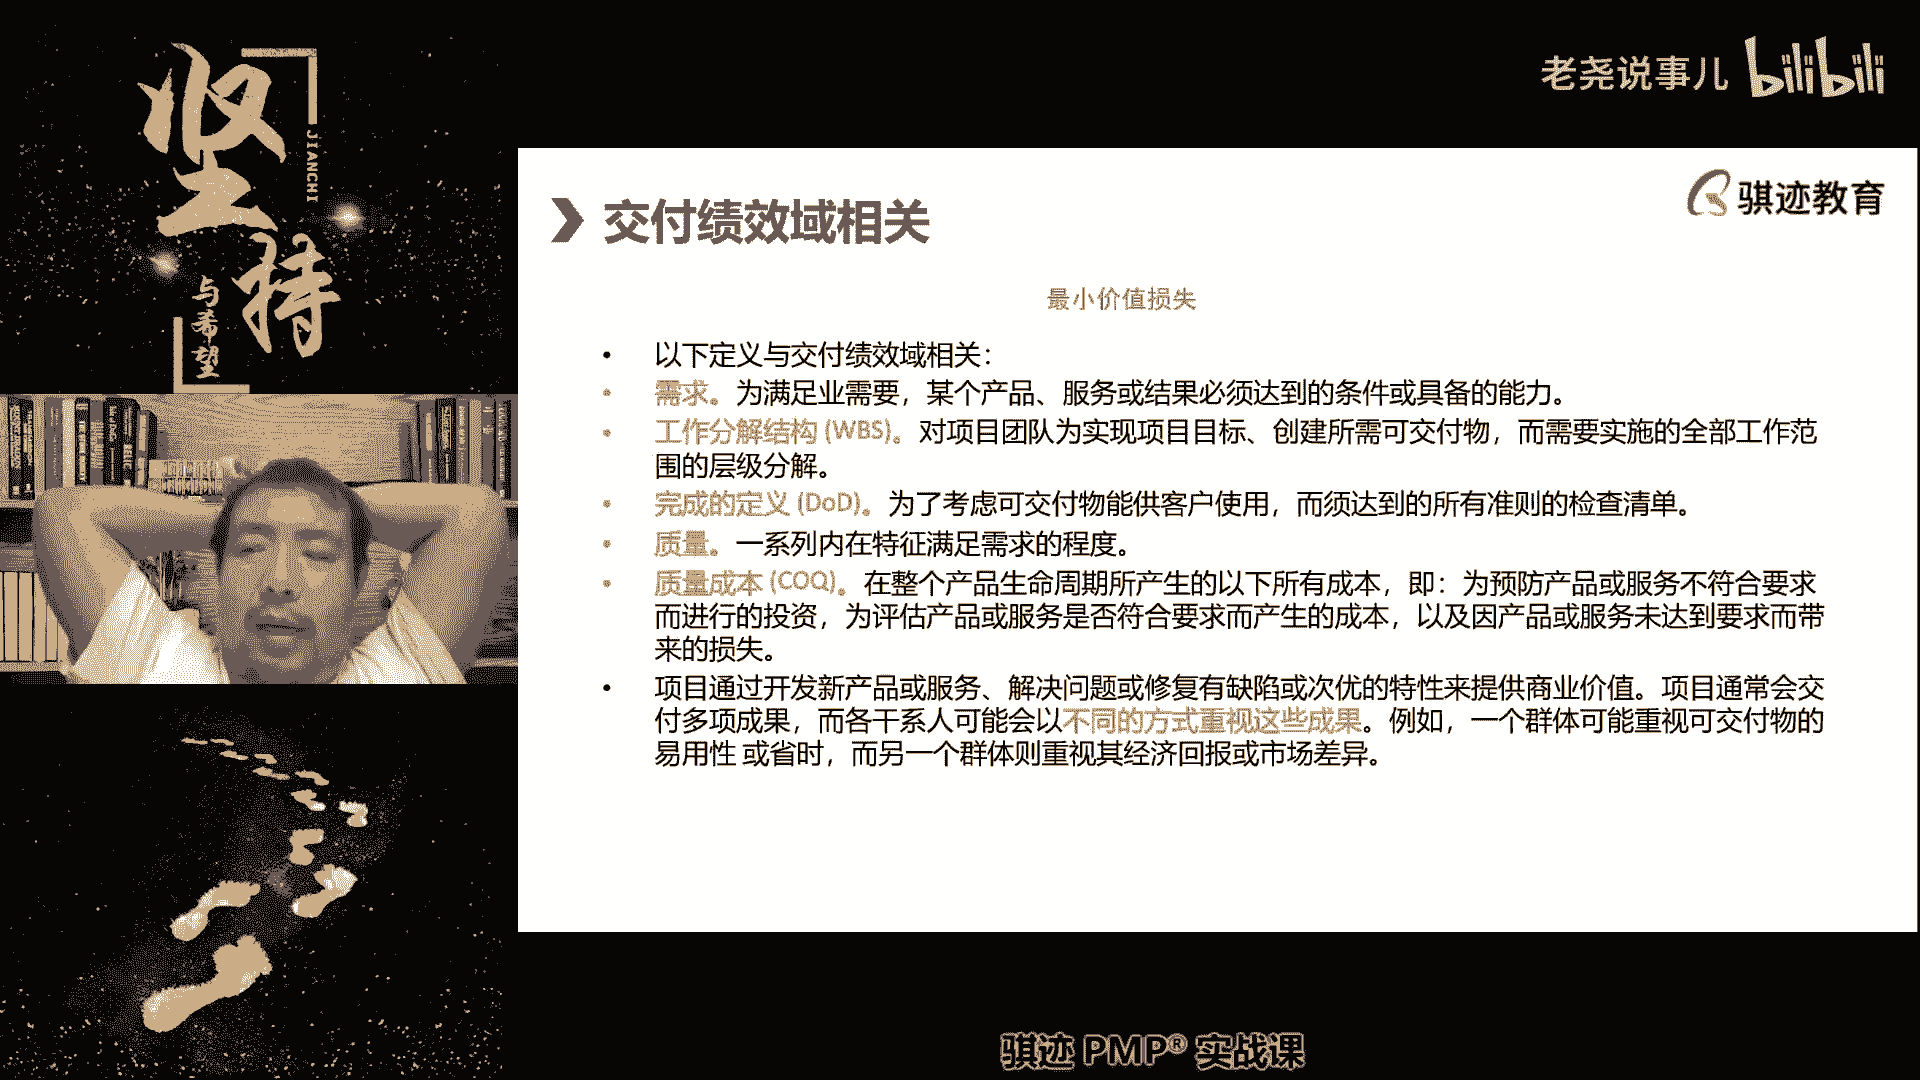 坚持
JIANCHI
与希望
老尧说事儿 bilibili
骐迹教育
交付绩效域相关
最小价值损失
• 以下定义与交付绩效域相关：
• 需求。为满足业需要，某个产品、服务或结果必须达到的条件或具备的能力。
• 工作分解结构 (WBS)。对项目团队为实现项目目标、创建所需可交付物，而需要实施的全部工作范
围的层级分解。
• 完成的定义 (DoD)。为了考虑可交付物能供客户使用，而须达到的所有准则的检查清单。
• 质量。一系列内在特征满足需求的程度。
• 质量成本 (COQ)。在整个产品生命周期所产生的以下所有成本，即：为预防产品或服务不符合要求
而进行的投资，为评估产品或服务是否符合要求而产生的成本，以及因产品或服务未达到要求而带
来的损失。
• 项目通过开发新产品或服务、解决问题或修复有缺陷或次优的特性来提供商业价值。项目通常会交
付多项成果，而各干系人可能会以不同的方式重视这些成果。例如，一个群体可能重视可交付物的
易用性 或省时，而另一个群体则重视其经济回报或市场差异。
骐迹 PMP® 实战课